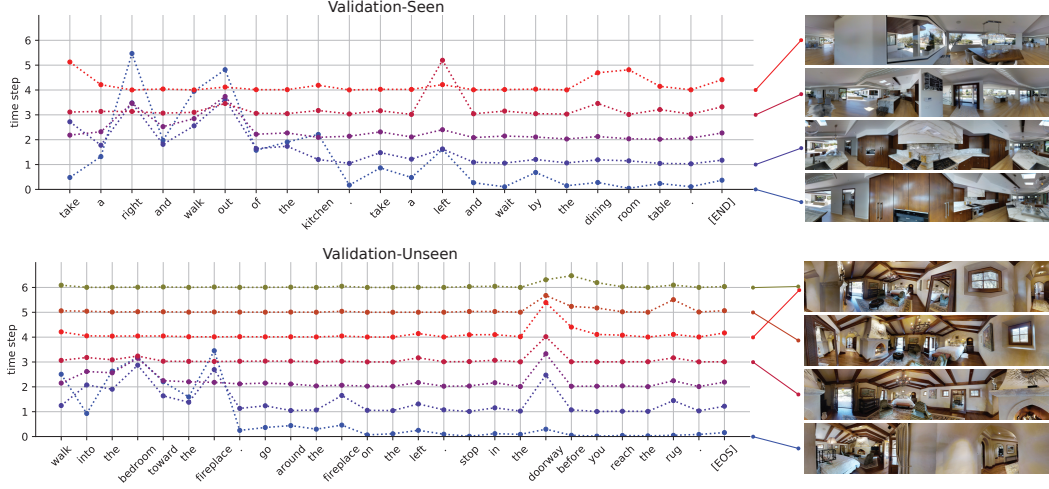 Validation-Seen
time step
6
5
4
3
2
1
0
take a right and walk out of the kitchen . take a left and wait by the dining room table . [END]
Validation-Unseen
time step
6
5
4
3
2
1
0
walk into the bedroom toward the fireplace . go around the fireplace on the left . stop in the doorway before you reach the rug . [EOS]